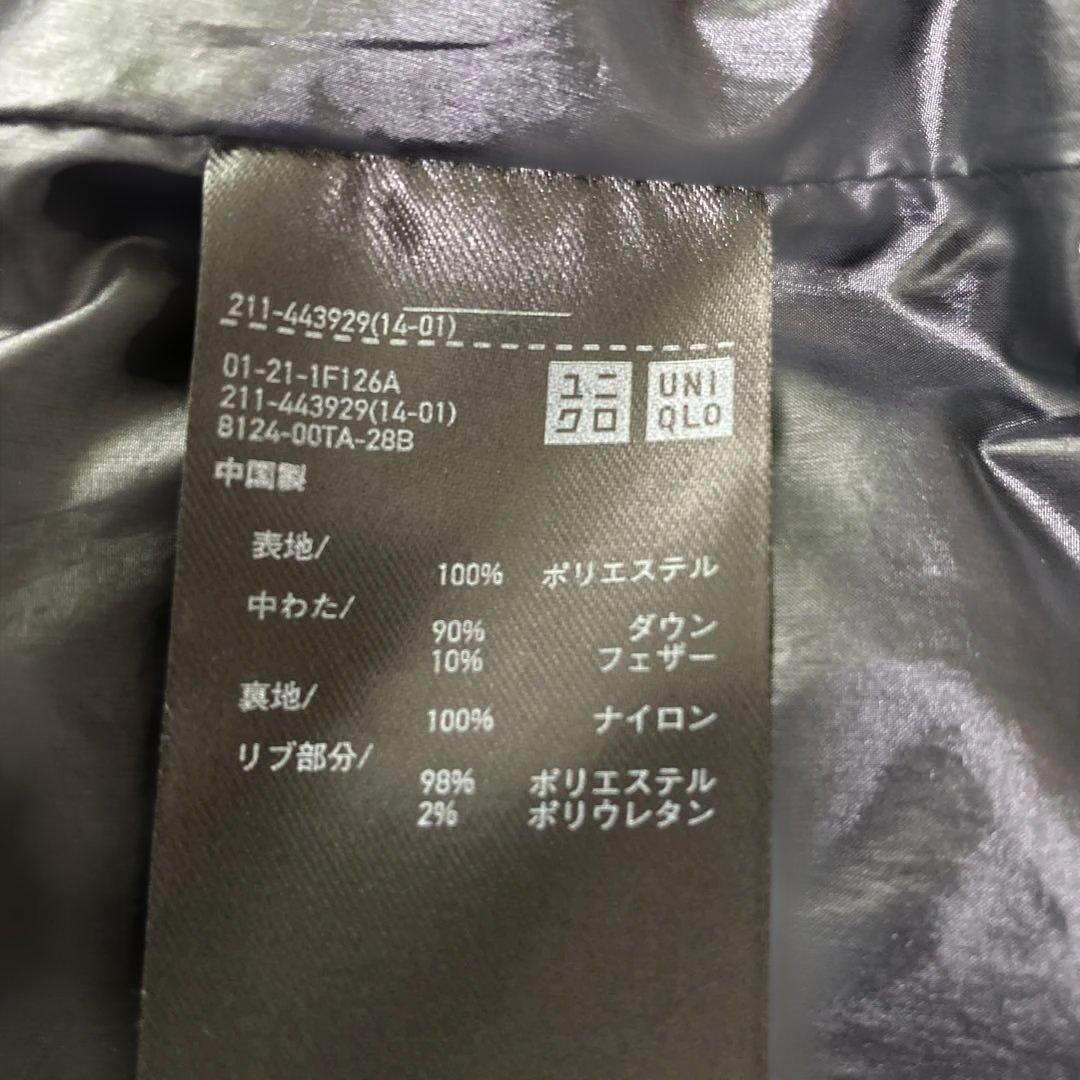 211-443929(14-01)
01-21-1F126A
211-443929(14-01)
8124-00TA-28B
中国製
ユニ
クロ
UNI
QLO
表地/
100% ポリエステル
中わた/
90% ダウン
10% フェザー
裏地/
100% ナイロン
リブ部分/
98% ポリエステル
2% ポリウレタン